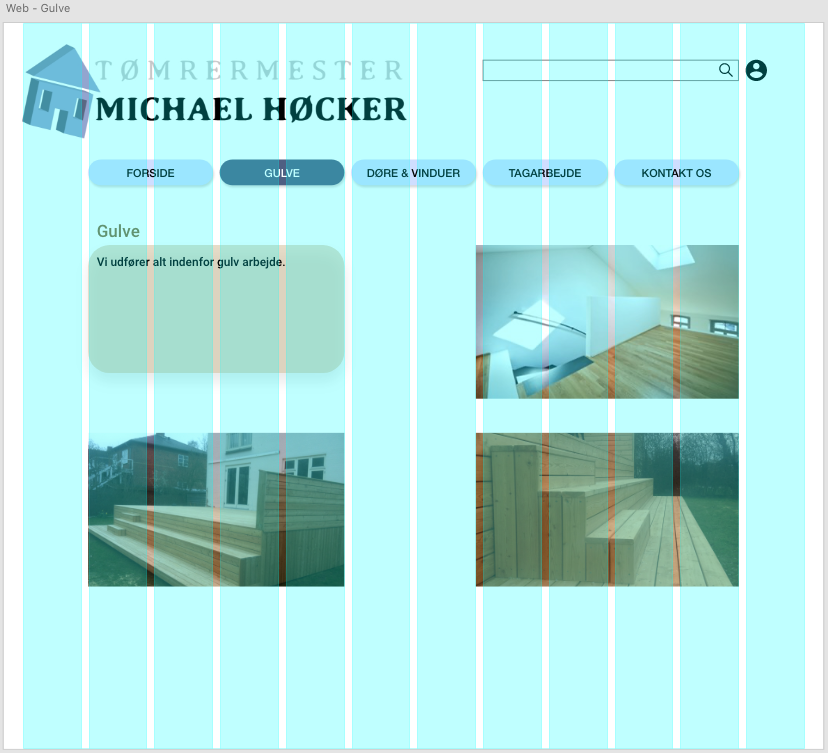 Web - Gulve
TØMRERMESTER
MICHAEL HØCKER
FORSIDE
GULVE
DØRE & VINDUER
TAGARBEJDE
KONTAKT OS
Gulve
Vi udfører alt indenfor gulv arbejde.